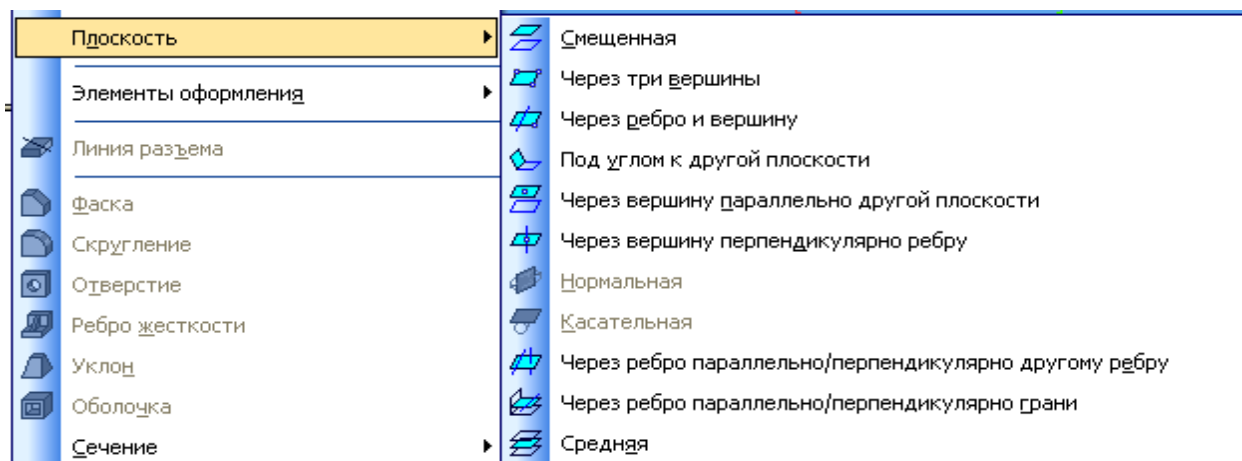 Плоскость
Элементы оформления
Линия разъема
Фаска
Скругление
Отверстие
Ребро жесткости
Уклон
Оболочка
Сечение
Смещенная
Через три вершины
Через ребро и вершину
Под углом к другой плоскости
Через вершину параллельно другой плоскости
Через вершину перпендикулярно ребру
Нормальная
Касательная
Через ребро параллельно/перпендикулярно другому ребру
Через ребро параллельно/перпендикулярно грани
Средняя